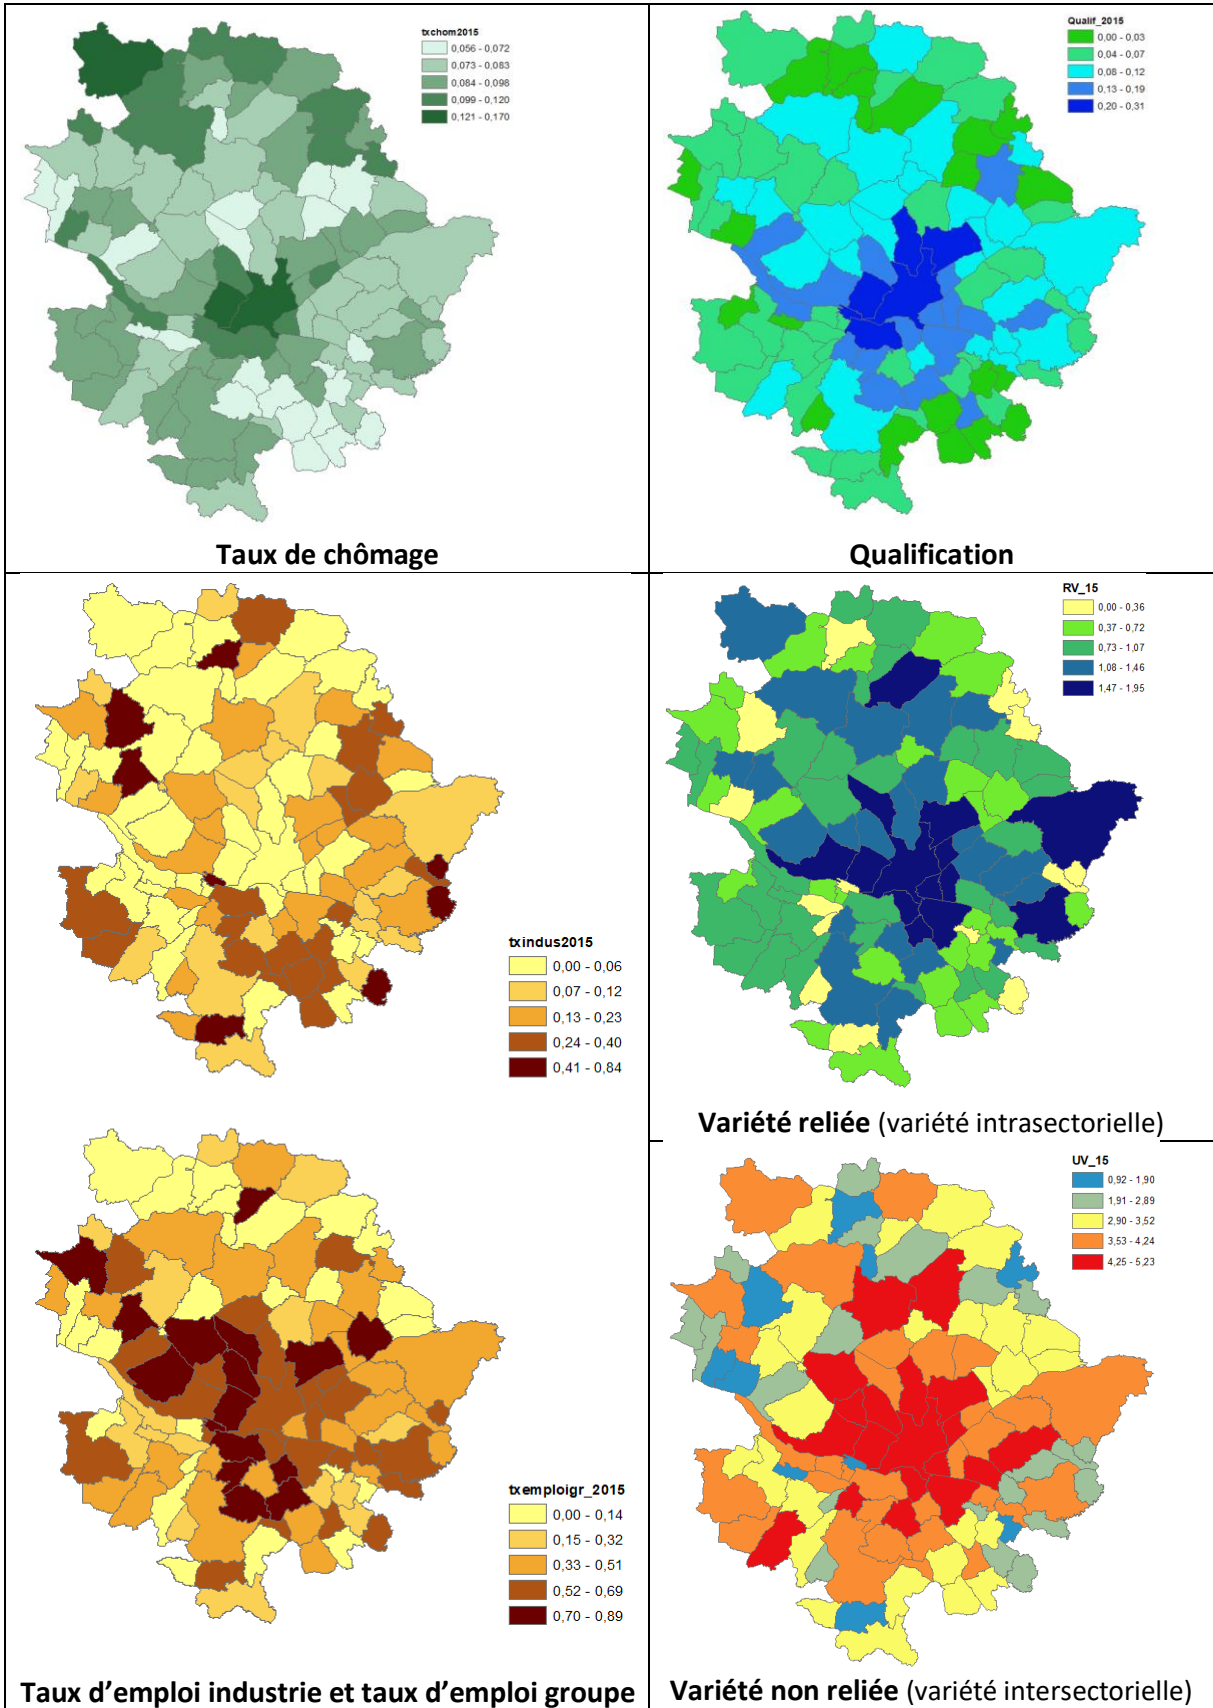 txchom2015
0,056 - 0,072
0,073 - 0,083
0,084 - 0,098
0,099 - 0,120
0,121 - 0,170
Taux de chômage
Qualif_2015
0,00 - 0,03
0,04 - 0,07
0,08 - 0,12
0,13 - 0,19
0,20 - 0,31
Qualification
txindus2015
0,00 - 0,06
0,07 - 0,12
0,13 - 0,23
0,24 - 0,40
0,41 - 0,84
RV_15
0,00 - 0,36
0,37 - 0,72
0,73 - 1,07
1,08 - 1,46
1,47 - 1,95
Variété reliée (variété intrasectorielle)
txemploigr_2015
0,00 - 0,14
0,15 - 0,32
0,33 - 0,51
0,52 - 0,69
0,70 - 0,89
Taux d’emploi industrie et taux d’emploi groupe
UV_15
0,92 - 1,90
1,91 - 2,89
2,90 - 3,52
3,53 - 4,24
4,25 - 5,23
Variété non reliée (variété intersectorielle)